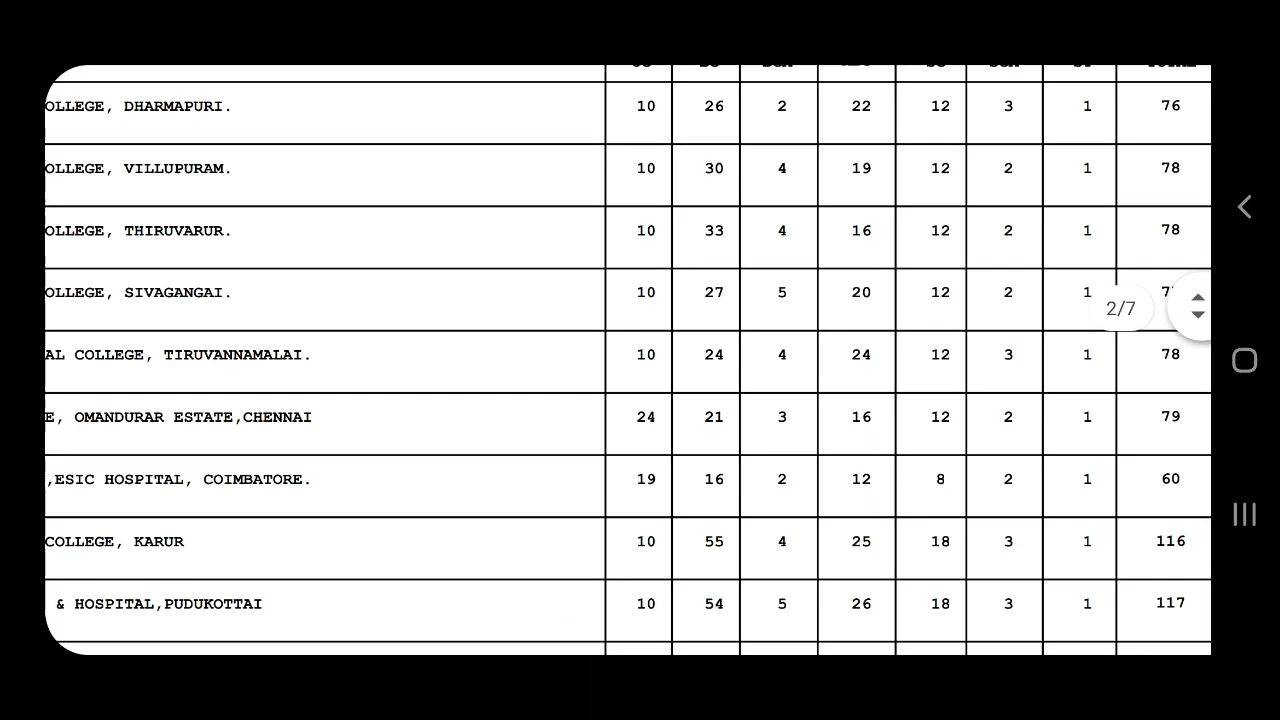 OLLEGE, DHARMAPURI. 10 26 2 22 12 3 1 76
OLLEGE, VILLUPURAM. 10 30 4 19 12 2 1 78
OLLEGE, THIRUVARUR. 10 33 4 16 12 2 1 78
OLLEGE, SIVAGANGAI. 10 27 5 20 12 2 1
2/7
AL COLLEGE, TIRUVANNAMALAI. 10 24 4 24 12 3 1 78
E, OMANDURAR ESTATE,CHENNAI 24 21 3 16 12 2 1 79
,ESIC HOSPITAL, COIMBATORE. 19 16 2 12 8 2 1 60
COLLEGE, KARUR 10 55 4 25 18 3 1 116
& HOSPITAL,PUDUKOTTAI 10 54 5 26 18 3 1 117